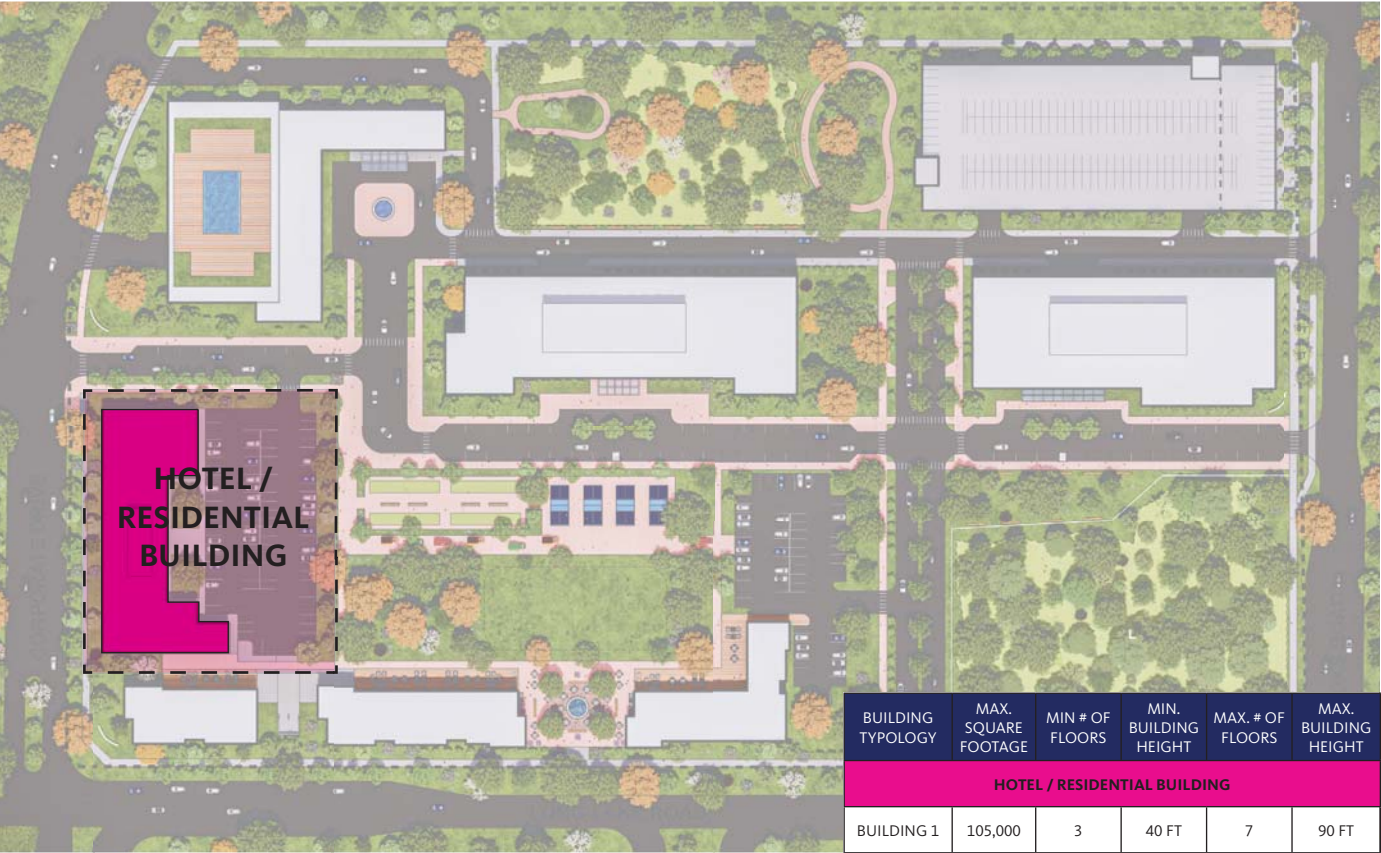 HOTEL /
RESIDENTIAL
BUILDING
BUILDING
TYPOLOGY
MAX.
SQUARE
FOOTAGE
MIN # OF
FLOORS
MIN.
BUILDING
HEIGHT
MAX. # OF
FLOORS
MAX.
BUILDING
HEIGHT
HOTEL / RESIDENTIAL BUILDING
BUILDING 1 105,000 3 40 FT 7 90 FT